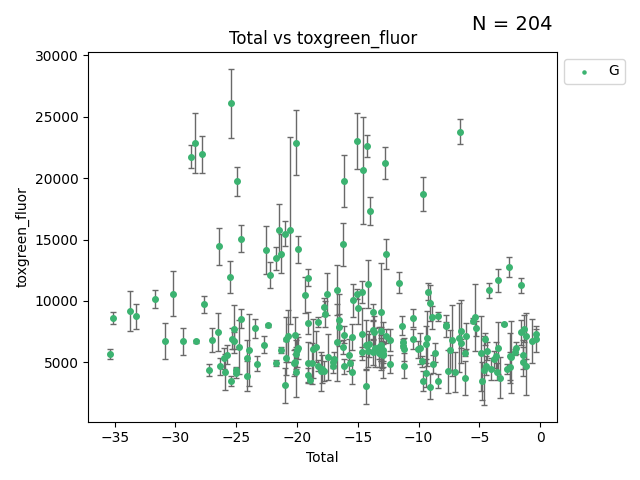 N = 204
Total vs toxgreen_fluor
G
30000
25000
20000
15000
10000
5000
toxgreen_fluor
−35 −30 −25 −20 −15 −10 −5 0
Total